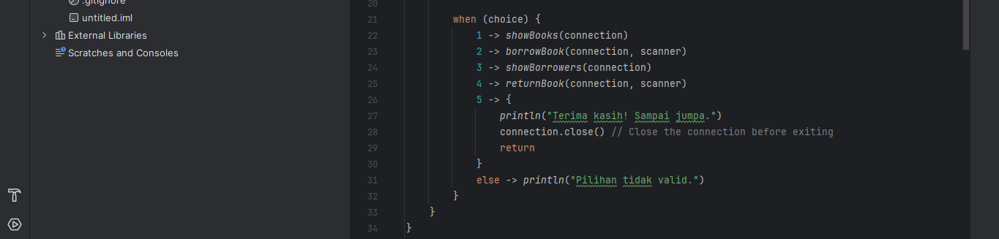 .gitignore
untitled.iml
External Libraries
Scratches and Consoles
20
21 when (choice) {
22 1 -> showBooks(connection)
23 2 -> borrowBook(connection, scanner)
24 3 -> showBorrowers(connection)
25 4 -> returnBook(connection, scanner)
26 5 -> {
27 println("Terima kasih! Sampai jumpa.")
28 connection.close() // Close the connection before exiting
29 return
30 }
31 else -> println("Pilihan tidak valid.")
32 }
33 }
34 }